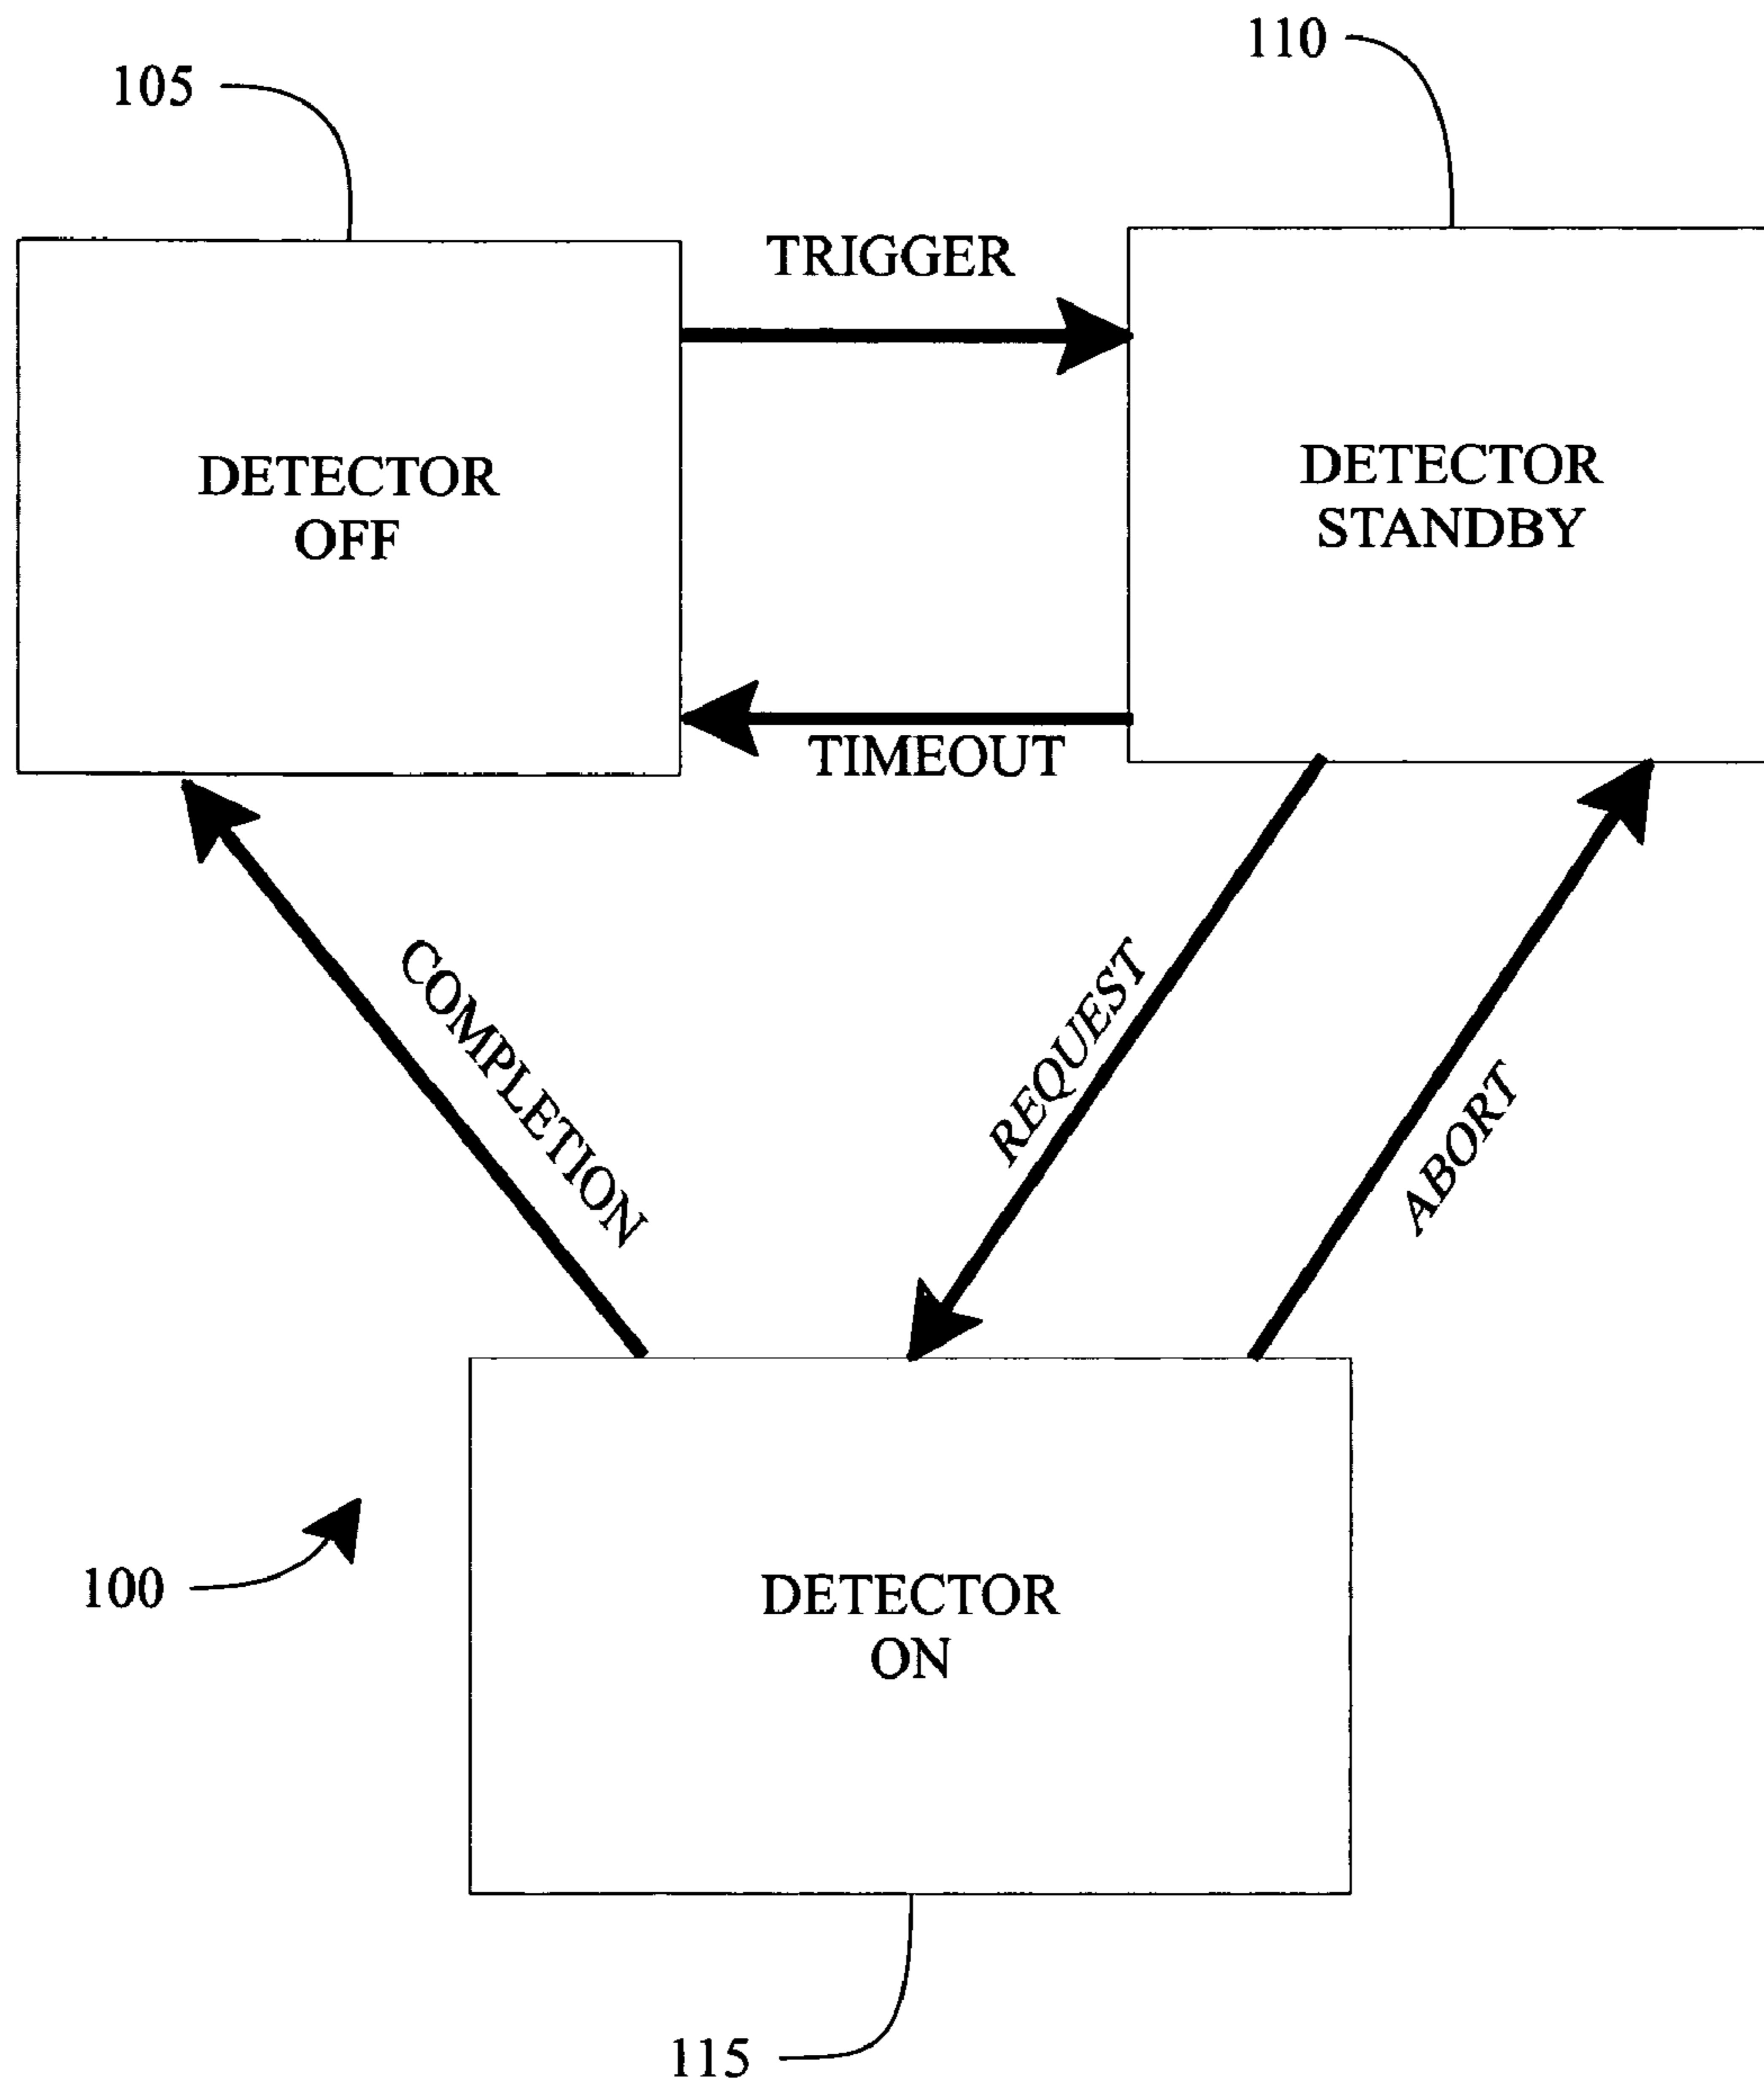 110
105
TRIGGER
DETECTOR
OFF
DETECTOR
STANDBY
TIMEOUT
COMPLETION
REQUEST
ABORT
100
DETECTOR
ON
115